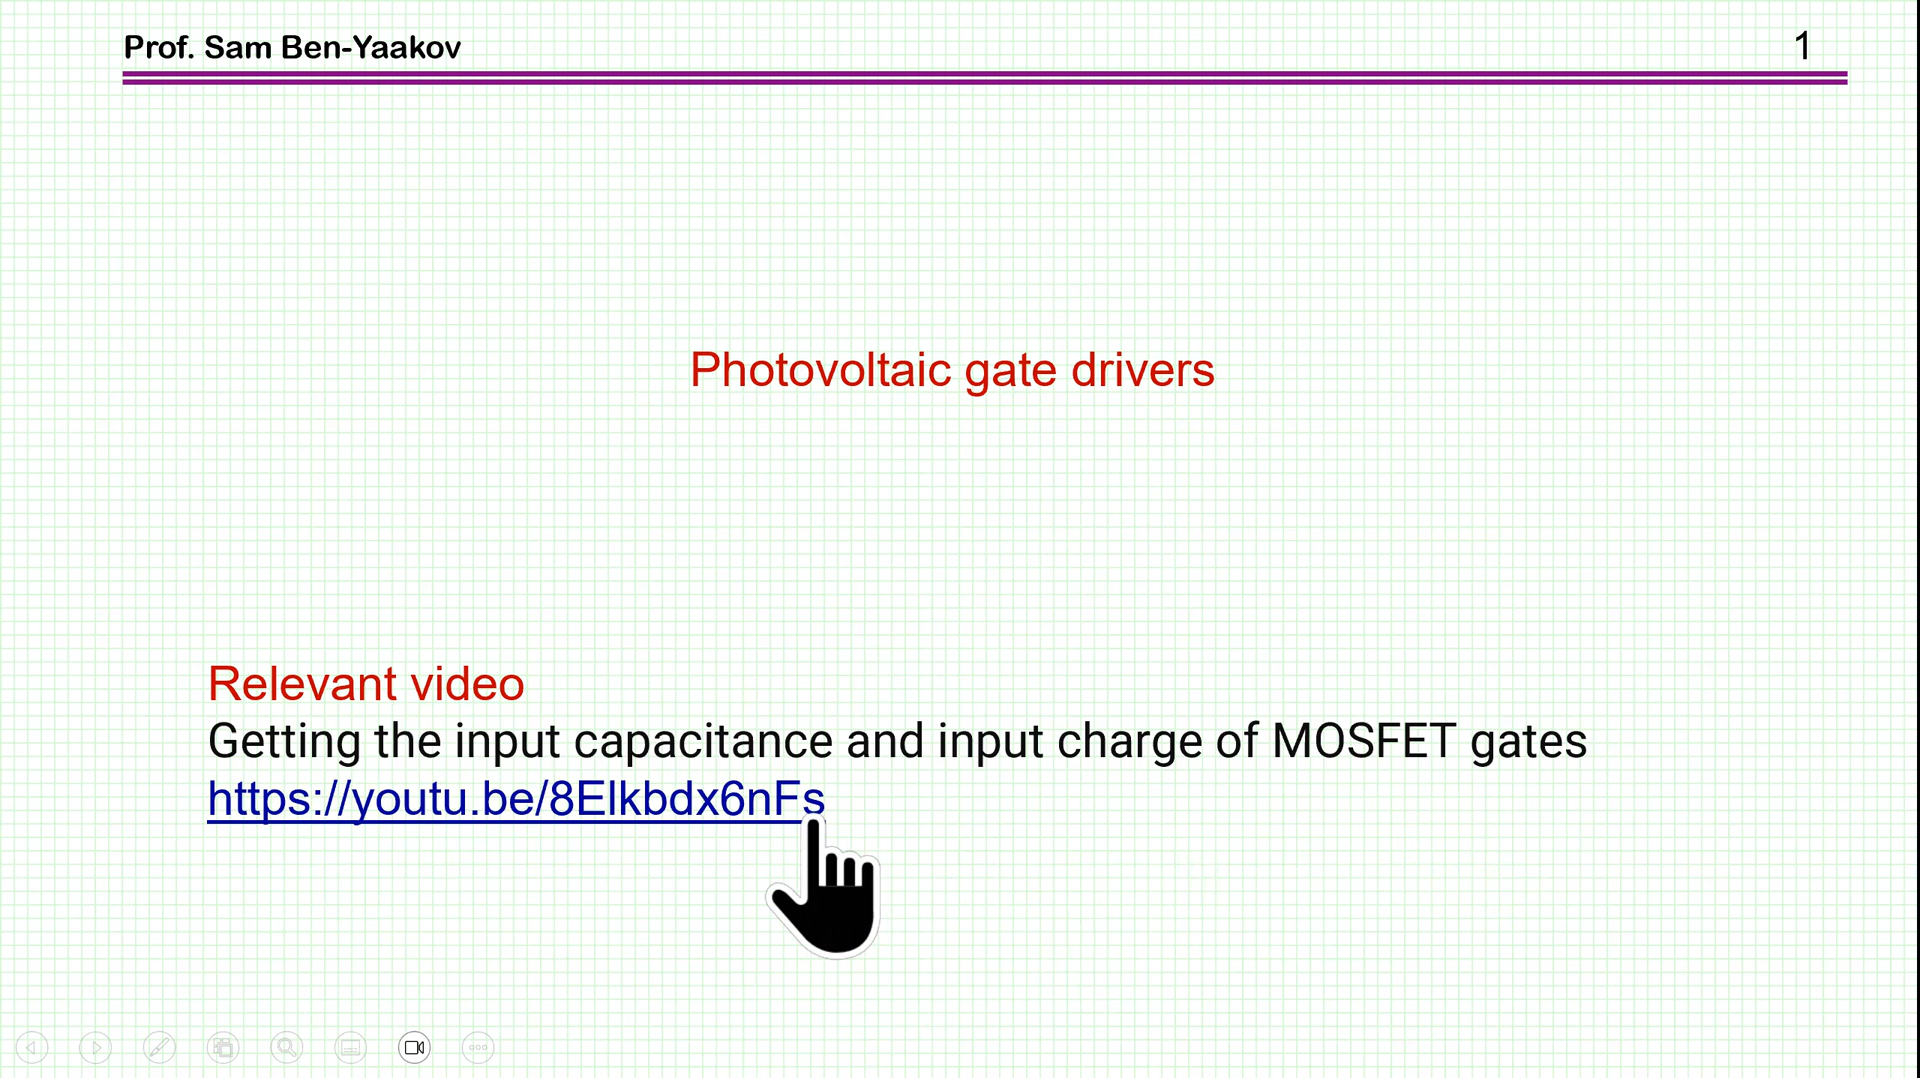 Prof. Sam Ben-Yaakov
1
Photovoltaic gate drivers
Relevant video
Getting the input capacitance and input charge of MOSFET gates
https://youtu.be/8Elkbdx6nFs